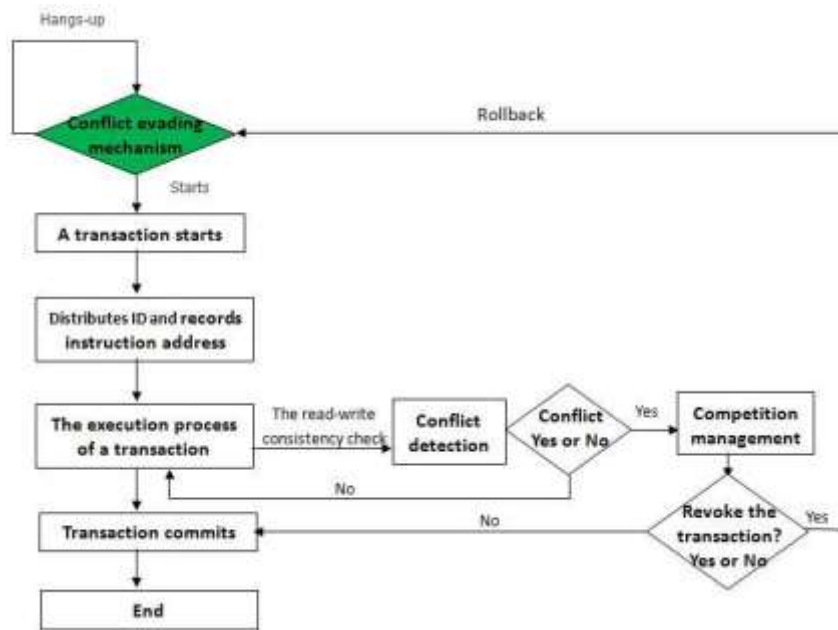 Hangs-up
Conflict evading
mechanism
Rollback
Starts
A transaction starts
Distributes ID and records
instruction address
The execution process
of a transaction
The read-write
consistency check
Conflict
detection
Conflict
Yes or No
Yes
Competition
management
No
Transaction commits
No
Revoke the
transaction?
Yes or No
Yes
End